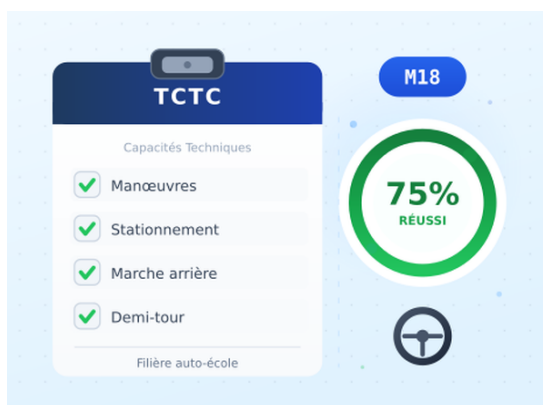 TCTC
Capacités Techniques
Manœuvres
Stationnement
Marche arrière
Demi-tour
Filière auto-école
M18
75%
RÉUSSI